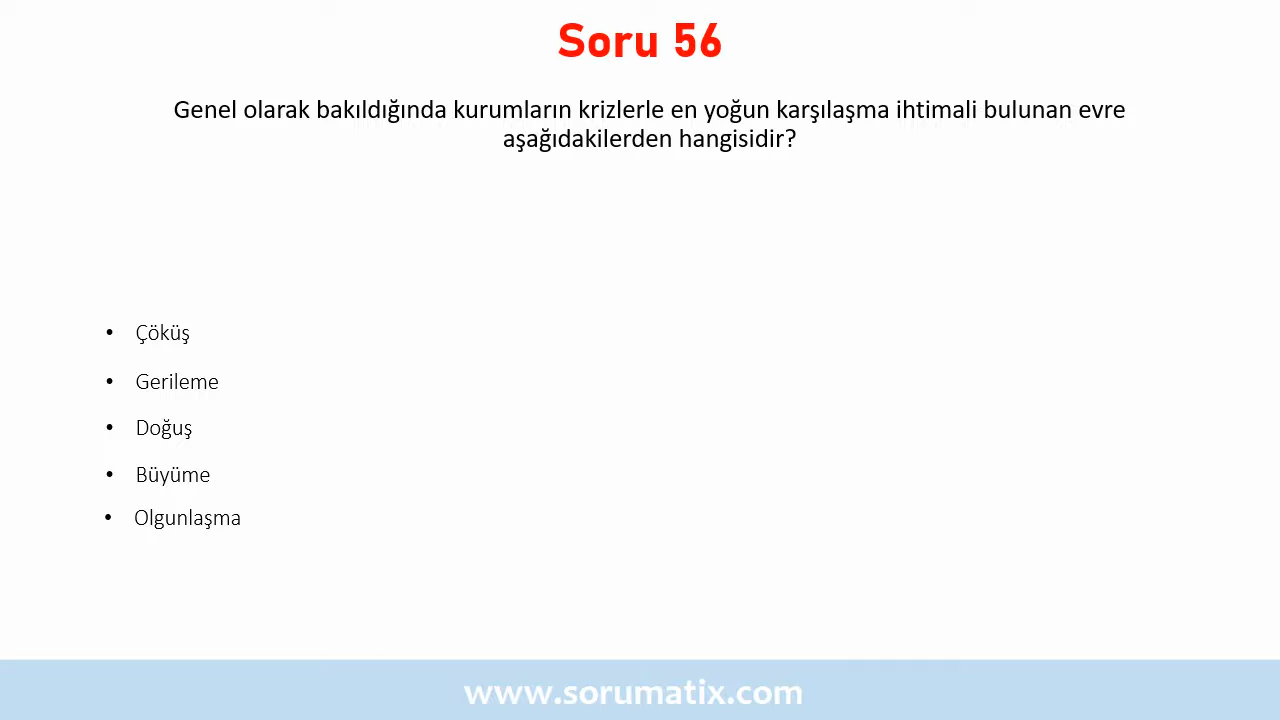 Soru 56
Genel olarak bakıldığında kurumların krizlerle en yoğun karşılaşma ihtimali bulunan evre
aşağıdakilerden hangisidir?
• Çöküş
• Gerileme
• Doğuş
• Büyüme
• Olgunlaşma
www.sorumatix.com